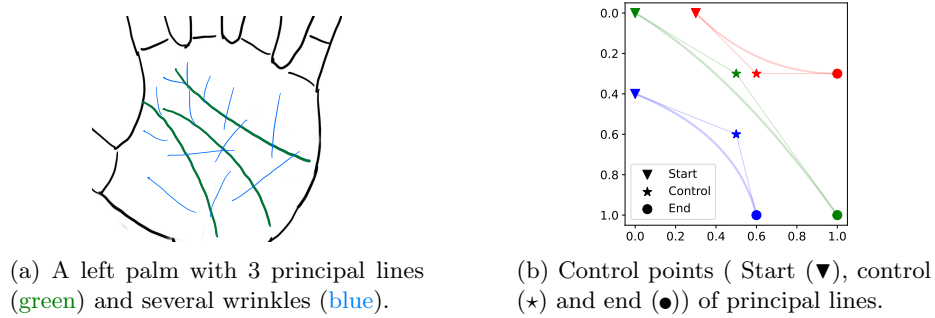 0.0
0.2
0.4
0.6
0.8
1.0
Start
Control
End
0.0 0.2 0.4 0.6 0.8 1.0
(a) A left palm with 3 principal lines
(green) and several wrinkles (blue).
(b) Control points ( Start (▼), control
(⋆) and end (●)) of principal lines.